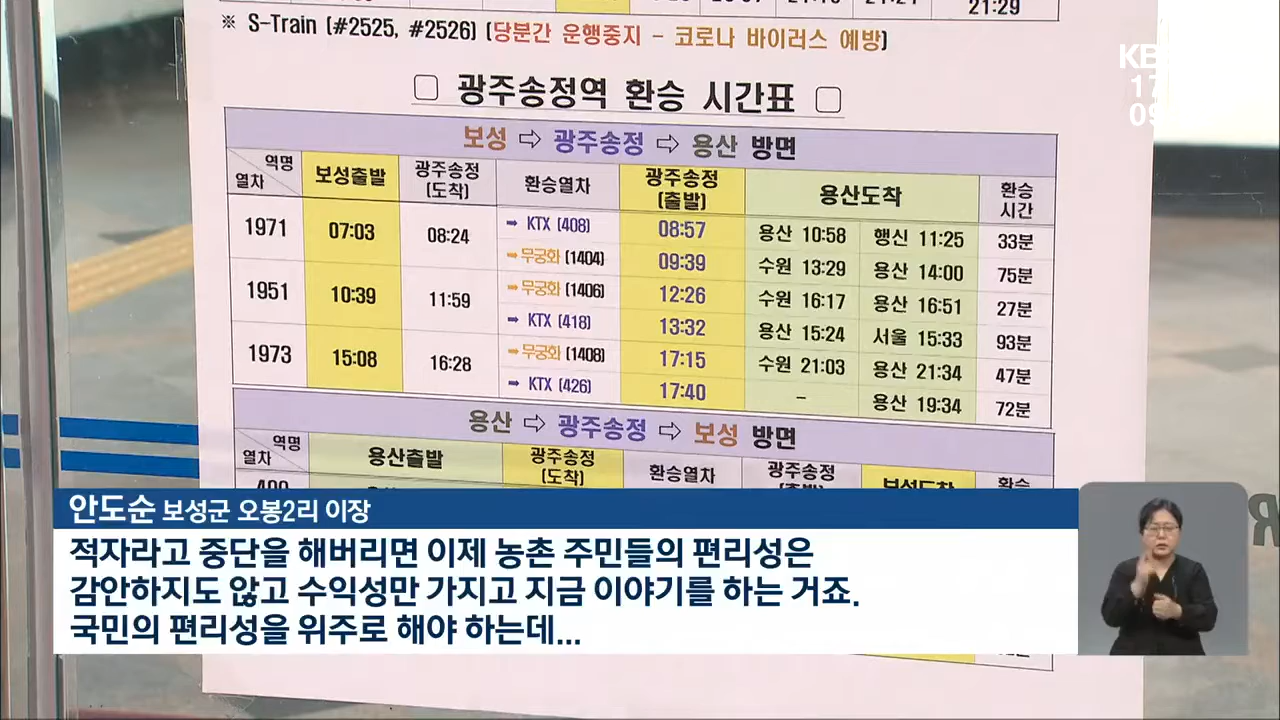 21:29
※ S-Train (#2525, #2526) (당분간 운행중지 - 코로나 바이러스 예방)
KB
17
09
□ 광주송정역 환승 시간표 □
보성 ⇨ 광주송정 ⇨ 용산 방면
역명 열차 보성출발 광주송정 (도착) 환승열차 광주송정 (출발) 용산도착 환승 시간
1971 07:03 08:24 ➡ KTX (408) 08:57 용산 10:58 행신 11:25 33분
➡무궁화 (1404) 09:39 수원 13:29 용산 14:00 75분
1951 10:39 11:59 ➡무궁화 (1406) 12:26 수원 16:17 용산 16:51 27분
➡ KTX (418) 13:32 용산 15:24 서울 15:33 93분
1973 15:08 16:28 ➡무궁화 (1408) 17:15 수원 21:03 용산 21:34 47분
➡ KTX (426) 17:40 - 용산 19:34 72분
용산 ⇨ 광주송정 ⇨ 보성 방면
역명 열차 용산출발 광주송정 (도착) 환승열차 광주송정
안도순 보성군 오봉2리 이장
적자라고 중단을 해버리면 이제 농촌 주민들의 편리성은
감안하지도 않고 수익성만 가지고 지금 이야기를 하는 거죠.
국민의 편리성을 위주로 해야 하는데...